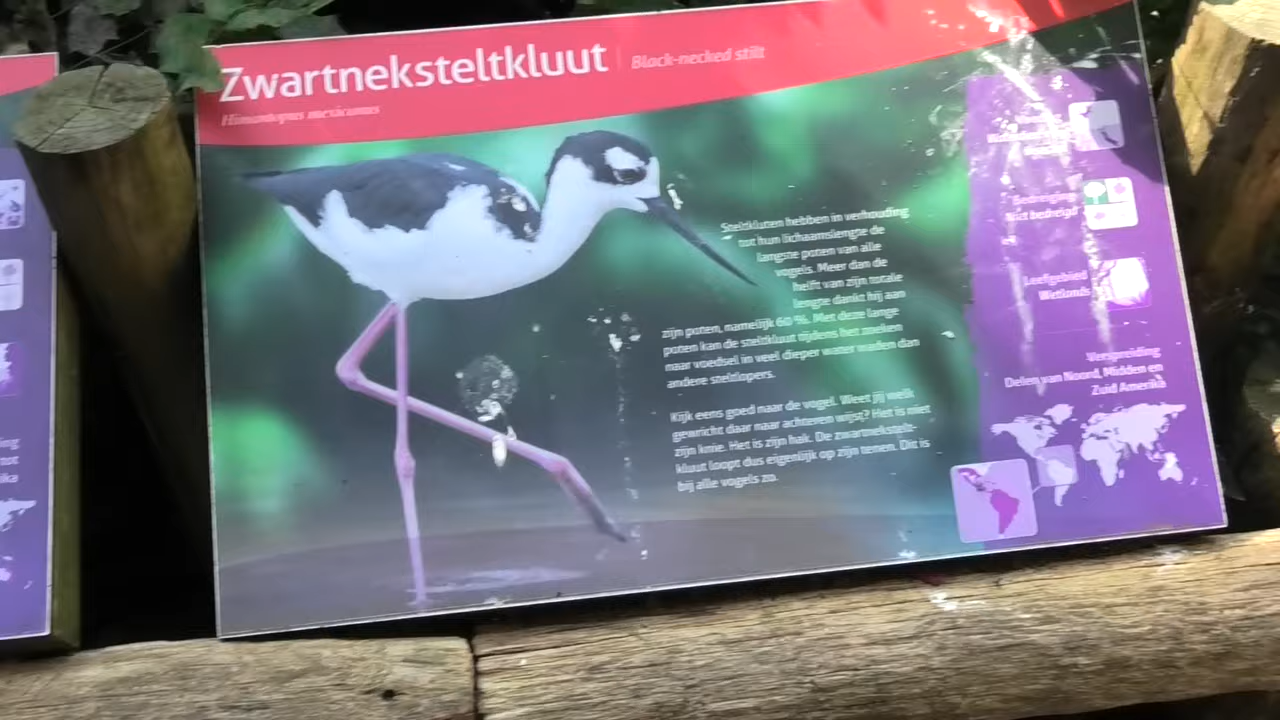 Zwartneksteltkluut
Black-necked stilt
Himantopus mexicanus
Steltkluten hebben in verhouding
tot hun lichaamslengte de
langste poten van alle
vogels. Meer dan de
helft van zijn totale
lengte dankt hij aan
zijn poten, namelijk 60 %. Met deze lange
poten kan de steltkluut tijdens het zoeken
naar voedsel in veel dieper water waden dan
andere steltlopers.
Kijk eens goed naar de vogel. Weet jij welk
gewricht daar naar achteren wijst? Het is niet
zijn knie. Het is zijn hak. De zwartnekstelt-
kluut loopt dus eigenlijk op zijn tenen. Dit is
bij alle vogels zo.
Bedreiging
Niet bedreigd
Leefgebied
Wetlands
Verspreiding
Delen van Noord, Midden en
Zuid Amerika
ng
tot
ika